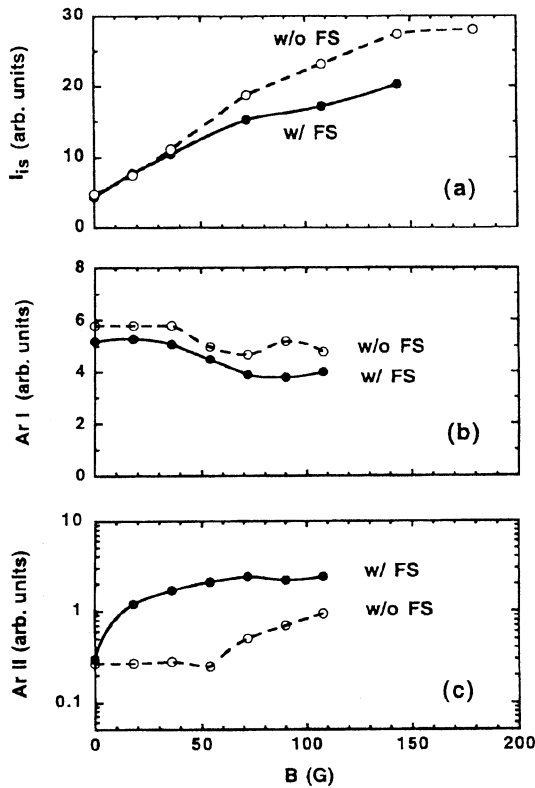 30
w/o FS
20
w/ FS
10
(a)
0
I_is (arb. units)
8
6
w/o FS
4
w/ FS
2
(b)
0
Ar I (arb. units)
10
w/ FS
1
w/o FS
0.1
(c)
Ar II (arb. units)
0 50 100 150 200
B (G)